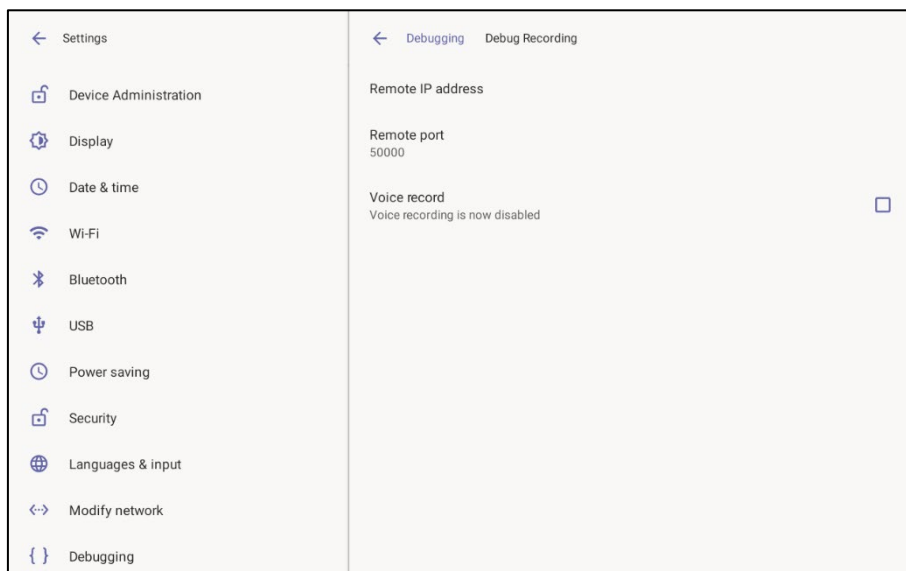 Settings
Device Administration
Display
Date & time
Wi-Fi
Bluetooth
USB
Power saving
Security
Languages & input
Modify network
Debugging
Debugging Debug Recording
Remote IP address
Remote port
50000
Voice record
Voice recording is now disabled